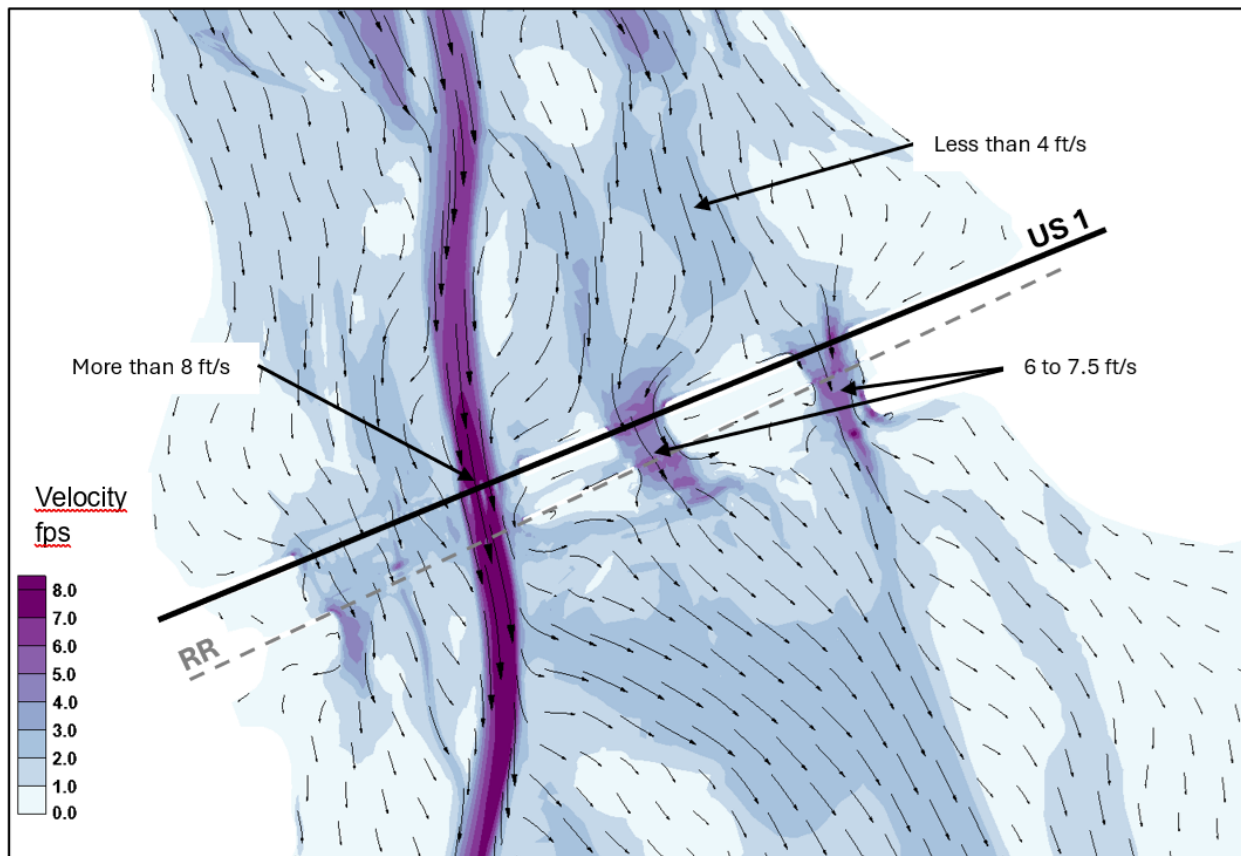 Less than 4 ft/s
US 1
More than 8 ft/s
6 to 7.5 ft/s
Velocity
fps
8.0
7.0
6.0
5.0
4.0
3.0
2.0
1.0
0.0
RR